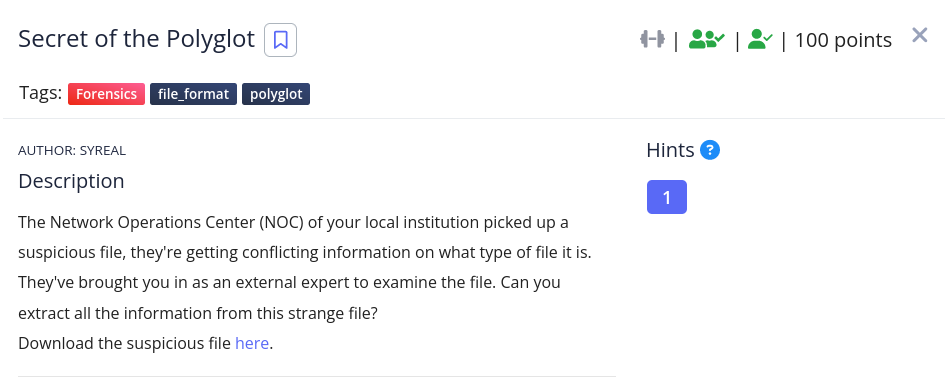 Secret of the Polyglot
| | | 100 points
Tags: Forensics file_format polyglot
AUTHOR: SYREAL
Description
The Network Operations Center (NOC) of your local institution picked up a
suspicious file, they're getting conflicting information on what type of file it is.
They've brought you in as an external expert to examine the file. Can you
extract all the information from this strange file?
Download the suspicious file here.
Hints ?
1